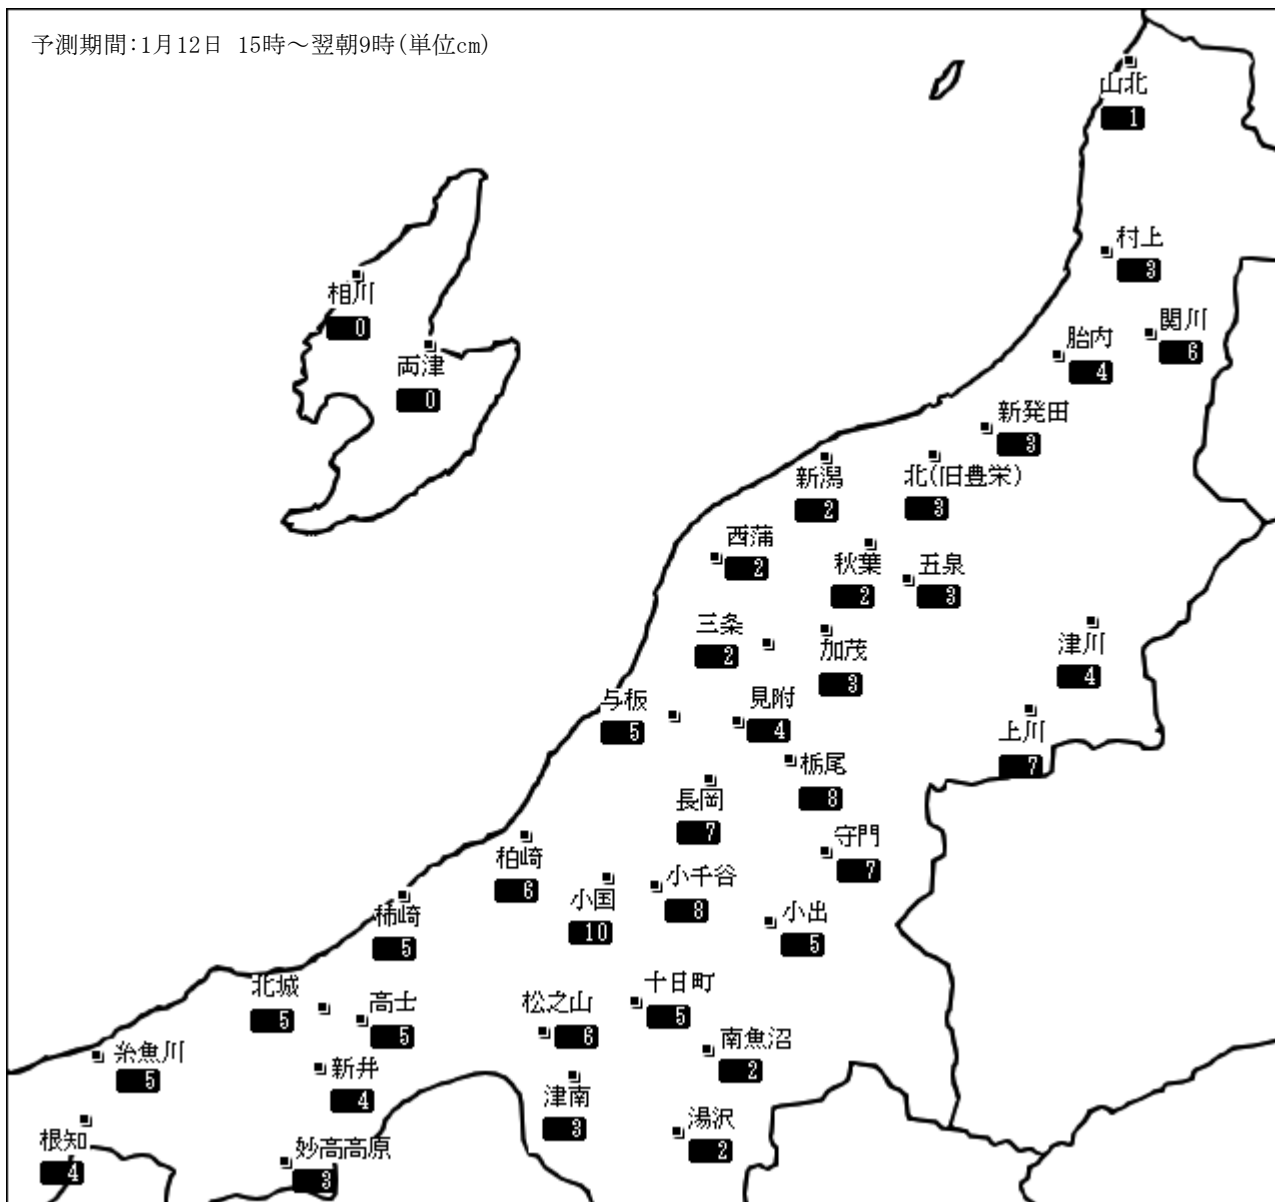 予測期間:1月12日 15時～翌朝9時(単位cm)
山北
1
村上
3
相川
0
関川
6
胎内
4
両津
0
新発田
3
新潟
2
北(旧豊栄)
3
西蒲
2
秋葉
2
五泉
3
三条
2
加茂
3
津川
4
与板
5
見附
4
上川
7
栃尾
8
長岡
7
守門
7
柏崎
6
小国
10
小千谷
8
小出
5
柿崎
5
北城
5
高士
5
松之山
6
十日町
5
南魚沼
2
糸魚川
5
新井
4
津南
3
湯沢
2
根知
4
妙高高原
3